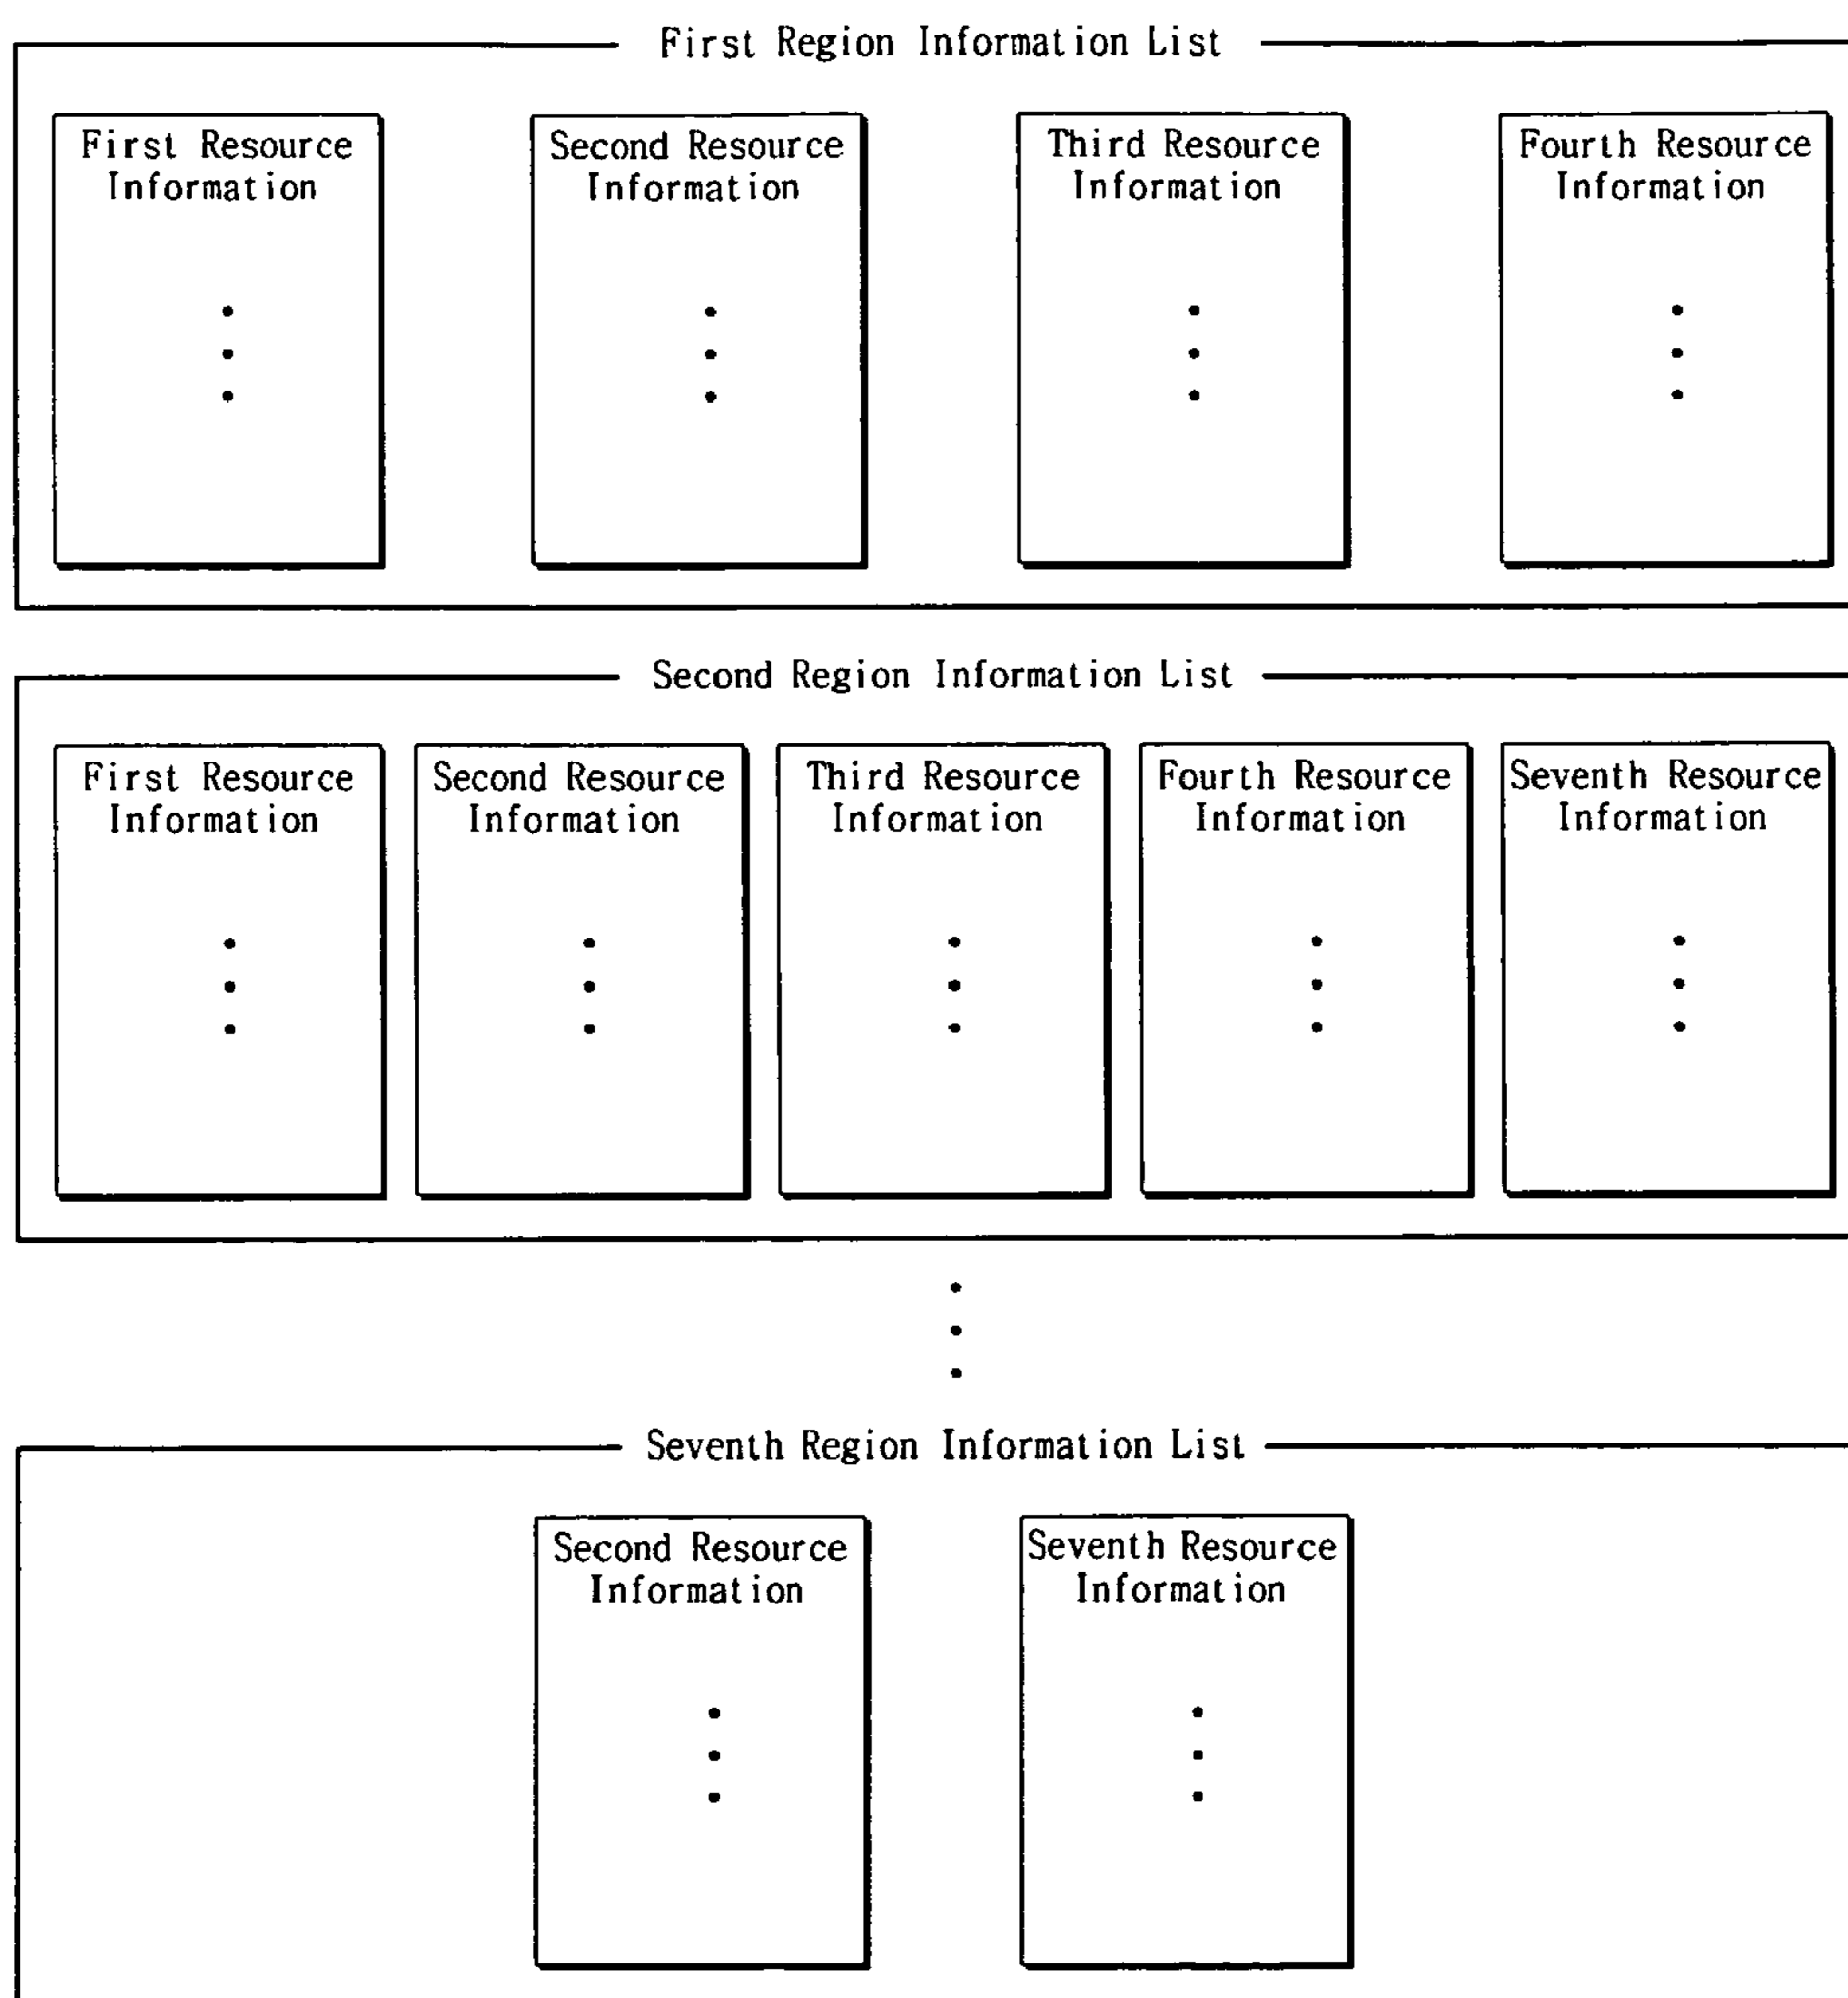 First Region Information List
First Resource
Information
Second Resource
Information
Third Resource
Information
Fourth Resource
Information
Second Region Information List
First Resource
Information
Second Resource
Information
Third Resource
Information
Fourth Resource
Information
Seventh Resource
Information
Seventh Region Information List
Second Resource
Information
Seventh Resource
Information